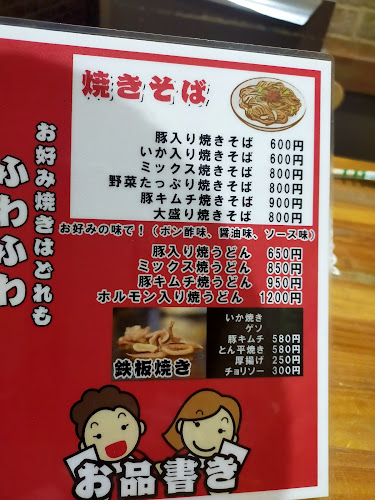 お好み焼きはどれも
ふわふわ
焼きそば
豚入り焼きそば 600円
いか入り焼きそば 600円
ミックス焼きそば 800円
野菜たっぷり焼きそば 800円
豚キムチ焼きそば 900円
大盛り焼きそば 800円
お好みの味で!(ポン酢味、醤油味、ソース味)
豚入り焼うどん 650円
ミックス焼うどん 850円
豚キムチ焼うどん 950円
ホルモン入り焼うどん 1200円
鉄板焼き
いか焼き
ゲソ
豚キムチ 580円
とん平焼き 580円
厚揚げ 250円
チョリソー 300円
お品書き